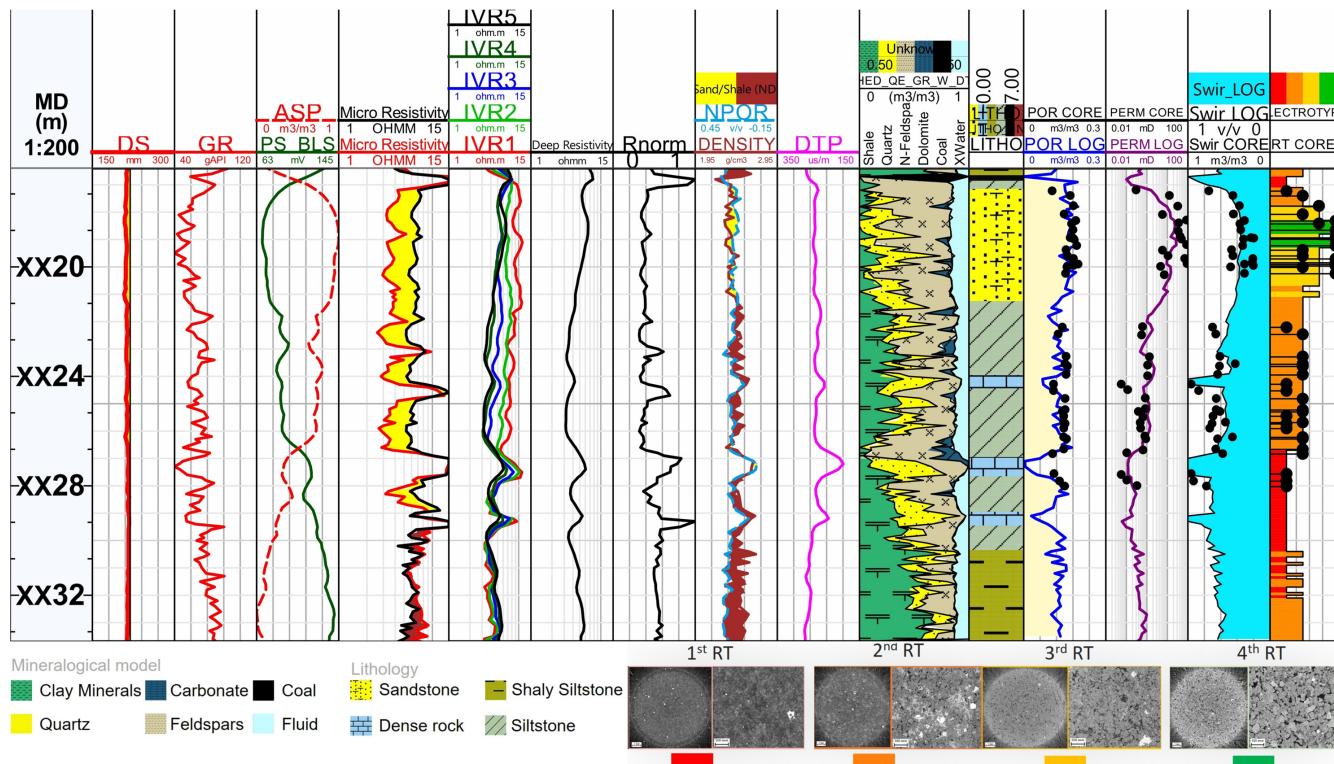 MD
(m)
1:200
DS
150 mm 300
GR
40 gAPI 120
ASP
0 m3/m3 1
PS_BLS
63 mV 145
Micro Resistivity
1 OHMM 15
Micro Resistivity
1 OHMM 15
IVR5
1 ohm.m 15
IVR4
1 ohm.m 15
IVR3
1 ohm.m 15
IVR2
1 ohm.m 15
IVR1
1 ohm.m 15
Deep Resistivity
1 ohmm 15
Rnorm
0 1
Sand/Shale (ND
NPOR
0.45 v/v -0.15
DENSITY
1.95 g/cm3 2.95
DTP
350 us/m 150
Unknow
0.50 50
HED_QE_GR_W_DT
0 (m3/m3) 1
Shale
Quartz
N-Feldspa
Dolomite
Coal
XWater
0.00
7.00
LITHO
LITHO
POR CORE
0 m3/m3 0.3
POR LOG
0 m3/m3 0.3
PERM CORE
0.01 mD 100
PERM LOG
0.01 mD 100
Swir_LOG
Swir LOG
1 v/v 0
Swir CORE
1 m3/m3 0
LECTROTYP
RT CORE
XX20
XX24
XX28
XX32
Mineralogical model
Clay Minerals
Carbonate
Coal
Quartz
Feldspars
Fluid
Lithology
Sandstone
Shaly Siltstone
Dense rock
Siltstone
1st RT
2nd RT
3rd RT
4th RT